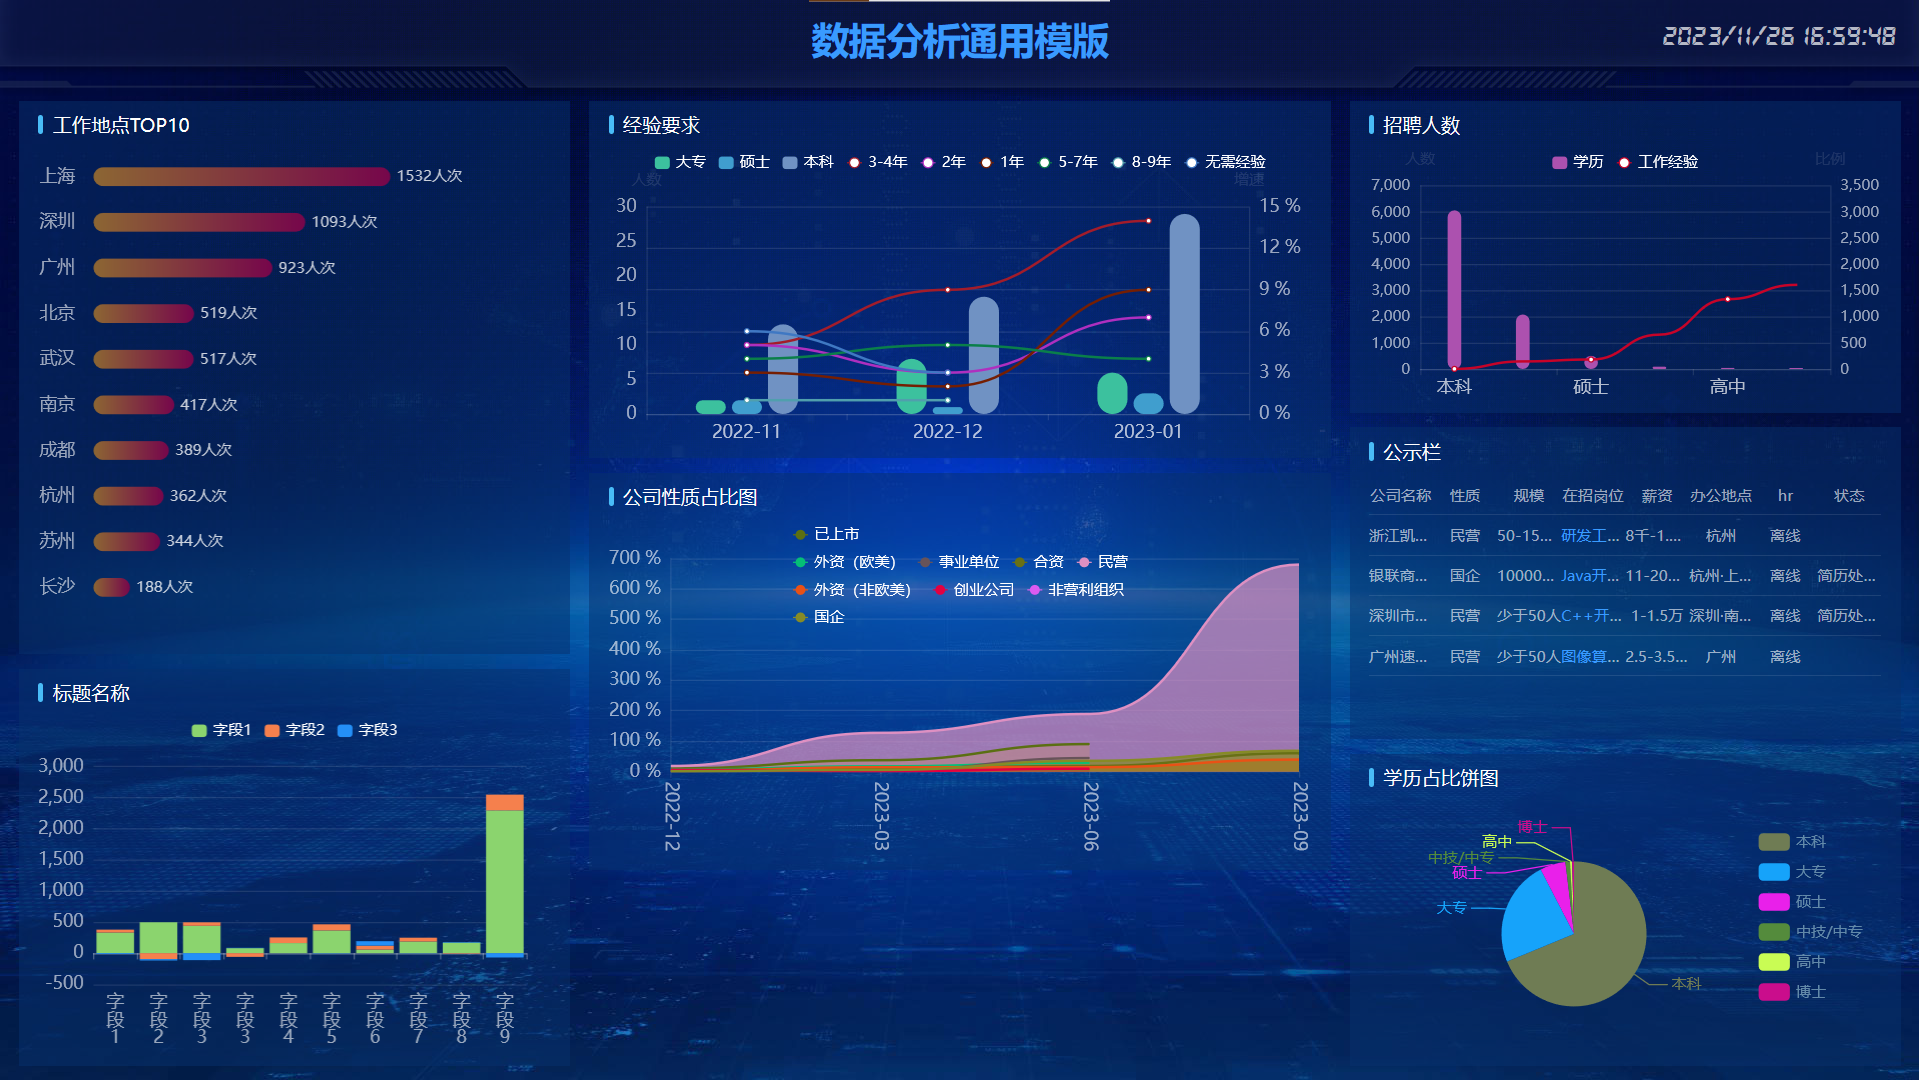 数据分析通用模版
2023/11/26 16:59:48
工作地点TOP10
上海 1532人次
深圳 1093人次
广州 923人次
北京 519人次
武汉 517人次
南京 417人次
成都 389人次
杭州 362人次
苏州 344人次
长沙 188人次
标题名称
字段1 字段2 字段3
3,000
2,500
2,000
1,500
1,000
500
0
-500
字段1 字段2 字段3 字段3 字段4 字段5 字段6 字段7 字段8 字段9
经验要求
大专 硕士 本科 3-4年 2年 1年 5-7年 8-9年 无需经验
人数 增速
30 15 %
25 12 %
20 9 %
15 6 %
10 3 %
5 0 %
0
2022-11 2022-12 2023-01
公司性质占比图
已上市
外资（欧美） 事业单位 合资 民营
外资（非欧美） 创业公司 非营利组织
国企
700 %
600 %
500 %
400 %
300 %
200 %
100 %
0 %
2022-12 2023-03 2023-06 2023-09
招聘人数
学历 工作经验
人数 比例
7,000 3,500
6,000 3,000
5,000 2,500
4,000 2,000
3,000 1,500
2,000 1,000
1,000 500
0 0
本科 硕士 高中
公示栏
公司名称 性质 规模 在招岗位 薪资 办公地点 hr 状态
浙江凯... 民营 50-15... 研发工... 8千-1.... 杭州 离线
银联商... 国企 10000... Java开... 11-20... 杭州·上... 离线 简历处...
深圳市... 民营 少于50人 C++开... 1-1.5万 深圳·南... 离线 简历处...
广州速... 民营 少于50人 图像算... 2.5-3.5... 广州 离线
学历占比饼图
博士
高中
中技/中专
硕士
大专
本科
本科
大专
硕士
中技/中专
高中
博士